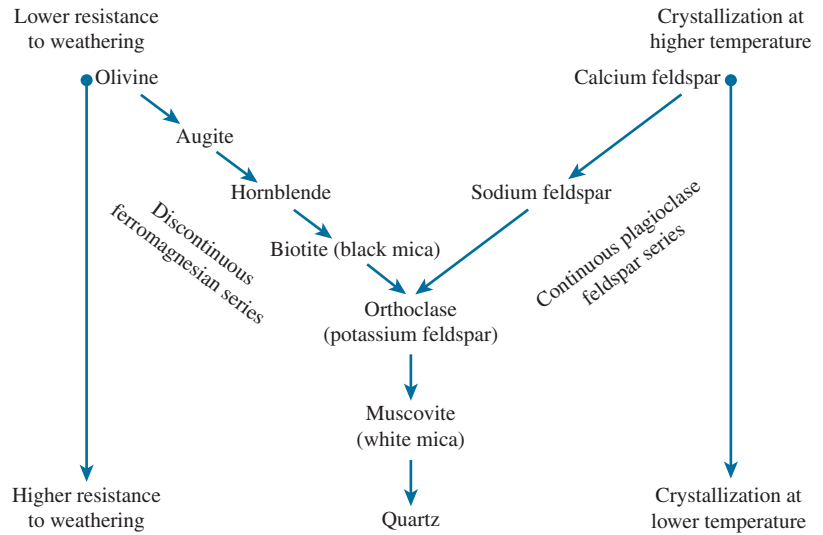 Lower resistance
to weathering
Crystallization at
higher temperature
Olivine
Calcium feldspar
Augite
Hornblende
Sodium feldspar
Discontinuous
ferromagnesian series
Continuous plagioclase
feldspar series
Biotite (black mica)
Orthoclase
(potassium feldspar)
Muscovite
(white mica)
Higher resistance
to weathering
Quartz
Crystallization at
lower temperature